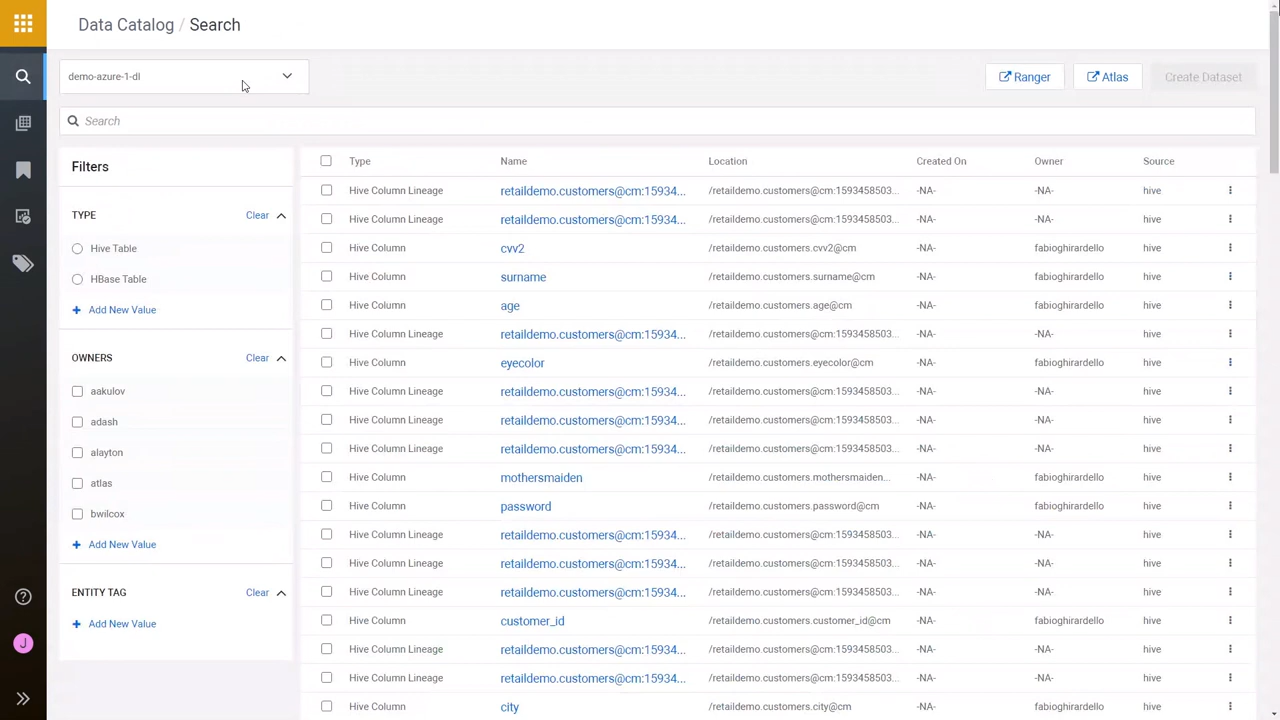 Data Catalog / Search
demo-azure-1-dl
Ranger
Atlas
Create Dataset
Search
Filters
TYPE Clear
Hive Table
HBase Table
+ Add New Value
OWNERS Clear
aakulov
adash
alayton
atlas
bwilcox
+ Add New Value
ENTITY TAG Clear
+ Add New Value
Type Name Location Created On Owner Source
Hive Column Lineage retaildemo.customers@cm:15934... /retaildemo.customers@cm:1593458503... -NA- -NA- hive
Hive Column Lineage retaildemo.customers@cm:15934... /retaildemo.customers@cm:1593458503... -NA- -NA- hive
Hive Column cvv2 /retaildemo.customers.cvv2@cm -NA- fabioghirardello hive
Hive Column surname /retaildemo.customers.surname@cm -NA- fabioghirardello hive
Hive Column age /retaildemo.customers.age@cm -NA- fabioghirardello hive
Hive Column Lineage retaildemo.customers@cm:15934... /retaildemo.customers@cm:1593458503... -NA- -NA- hive
Hive Column eyecolor /retaildemo.customers.eyecolor@cm -NA- fabioghirardello hive
Hive Column Lineage retaildemo.customers@cm:15934... /retaildemo.customers@cm:1593458503... -NA- -NA- hive
Hive Column Lineage retaildemo.customers@cm:15934... /retaildemo.customers@cm:1593458503... -NA- -NA- hive
Hive Column Lineage retaildemo.customers@cm:15934... /retaildemo.customers@cm:1593458503... -NA- -NA- hive
Hive Column mothersmaiden /retaildemo.customers.mothersmaiden... -NA- fabioghirardello hive
Hive Column password /retaildemo.customers.password@cm -NA- fabioghirardello hive
Hive Column Lineage retaildemo.customers@cm:15934... /retaildemo.customers@cm:1593458503... -NA- -NA- hive
Hive Column Lineage retaildemo.customers@cm:15934... /retaildemo.customers@cm:1593458503... -NA- -NA- hive
Hive Column Lineage retaildemo.customers@cm:15934... /retaildemo.customers@cm:1593458503... -NA- -NA- hive
Hive Column customer_id /retaildemo.customers.customer_id@cm -NA- fabioghirardello hive
Hive Column Lineage retaildemo.customers@cm:15934... /retaildemo.customers@cm:1593458503... -NA- -NA- hive
Hive Column Lineage retaildemo.customers@cm:15934... /retaildemo.customers@cm:1593458503... -NA- -NA- hive
Hive Column city /retaildemo.customers.city@cm -NA- fabioghirardello hive
J